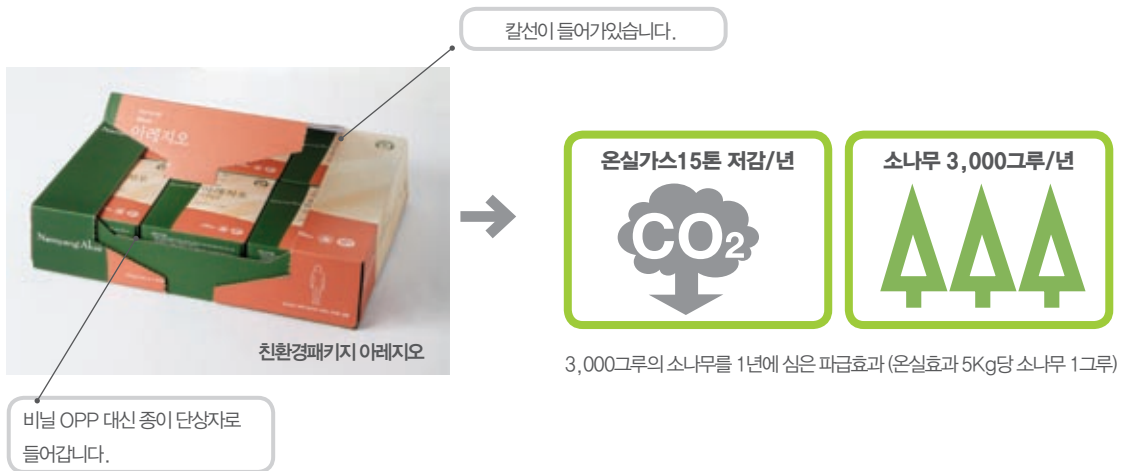 칼선이 들어가있습니다.
아레지오
Namyang
친환경패키지 아레지오
비닐 OPP 대신 종이 단상자로
들어갑니다.
온실가스15톤 저감/년
CO2
소나무 3,000그루/년
3,000그루의 소나무를 1년에 심은 파급효과 (온실효과 5Kg당 소나무 1그루)